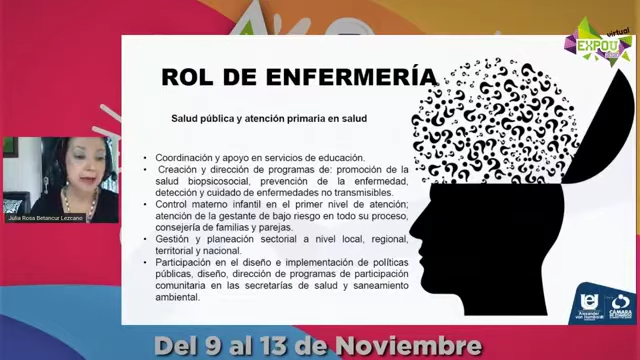 virtual
EXPOU
ROL DE ENFERMERÍA
Salud pública y atención primaria en salud
• Coordinación y apoyo en servicios de educación.
• Creación y dirección de programas de: promoción de la
salud biopsicosocial, prevención de la enfermedad,
detección y cuidado de enfermedades no transmisibles.
• Control materno infantil en el primer nivel de atención;
atención de la gestante de bajo riesgo en todo su proceso,
consejería de familias y parejas.
• Gestión y planeación sectorial a nivel local, regional,
territorial y nacional.
• Participación en el diseño e implementación de políticas
públicas, diseño, dirección de programas de participación
comunitaria en las secretarías de salud y saneamiento
ambiental.
Julia Rosa Betancur Lezcano
Alexander
von Humboldt
CÁMARA
Del 9 al 13 de Noviembre